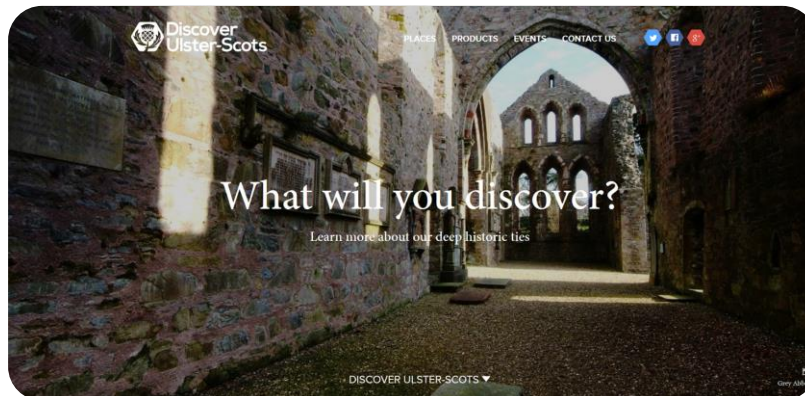 Discover
Ulster-Scots
PLACES PRODUCTS EVENTS CONTACT US
What will you discover?
Learn more about our deep historic ties
DISCOVER ULSTER-SCOTS
Grey